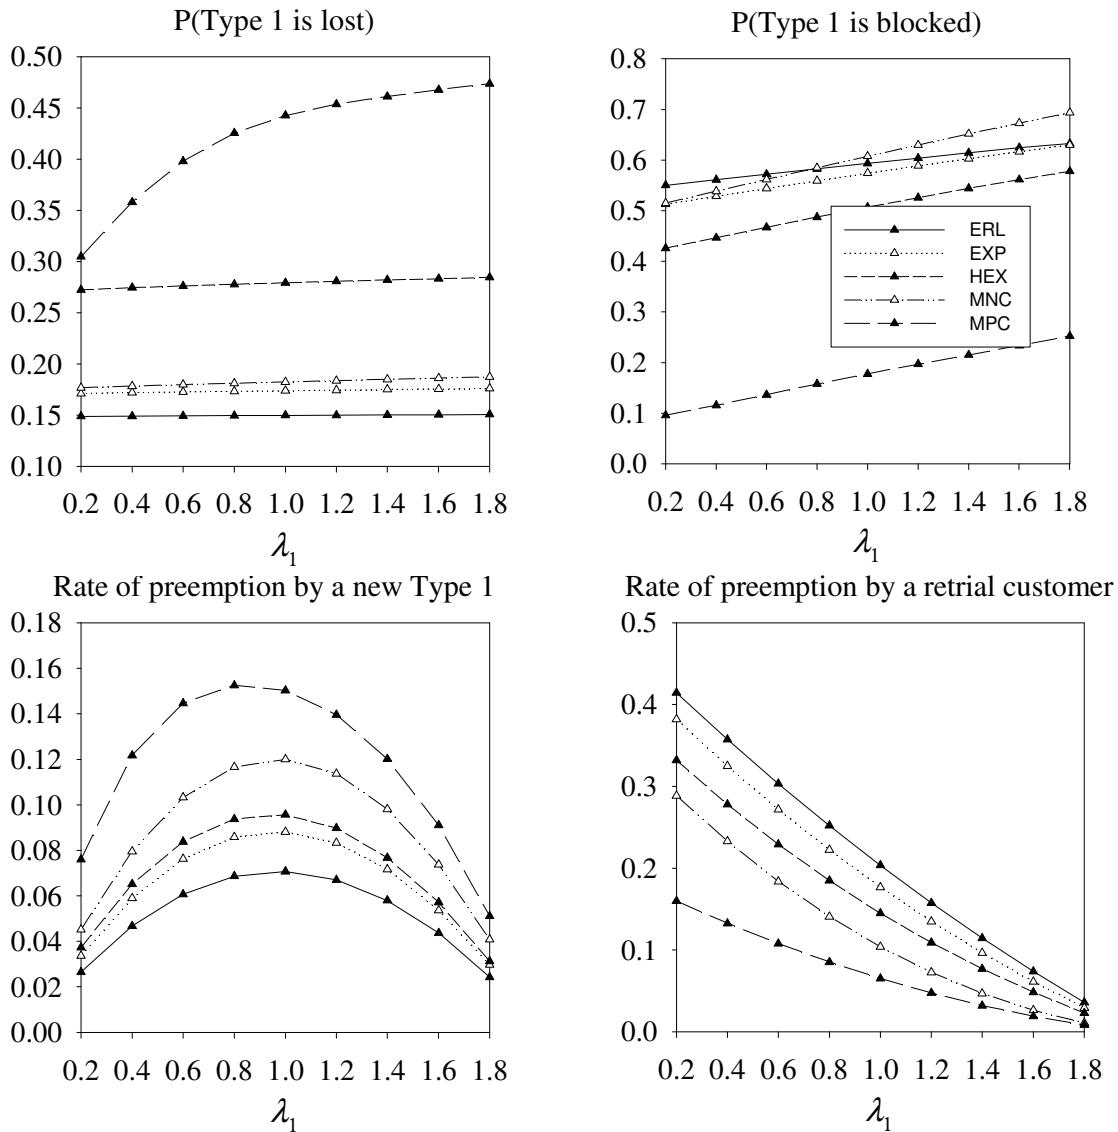 P(Type 1 is lost)
0.50
0.45
0.40
0.35
0.30
0.25
0.20
0.15
0.10
0.2 0.4 0.6 0.8 1.0 1.2 1.4 1.6 1.8
λ1
P(Type 1 is blocked)
0.8
0.7
0.6
0.5
0.4
0.3
0.2
0.1
0.0
ERL
EXP
HEX
MNC
MPC
0.2 0.4 0.6 0.8 1.0 1.2 1.4 1.6 1.8
λ1
Rate of preemption by a new Type 1
0.18
0.16
0.14
0.12
0.10
0.08
0.06
0.04
0.02
0.00
0.2 0.4 0.6 0.8 1.0 1.2 1.4 1.6 1.8
λ1
Rate of preemption by a retrial customer
0.5
0.4
0.3
0.2
0.1
0.0
0.2 0.4 0.6 0.8 1.0 1.2 1.4 1.6 1.8
λ1